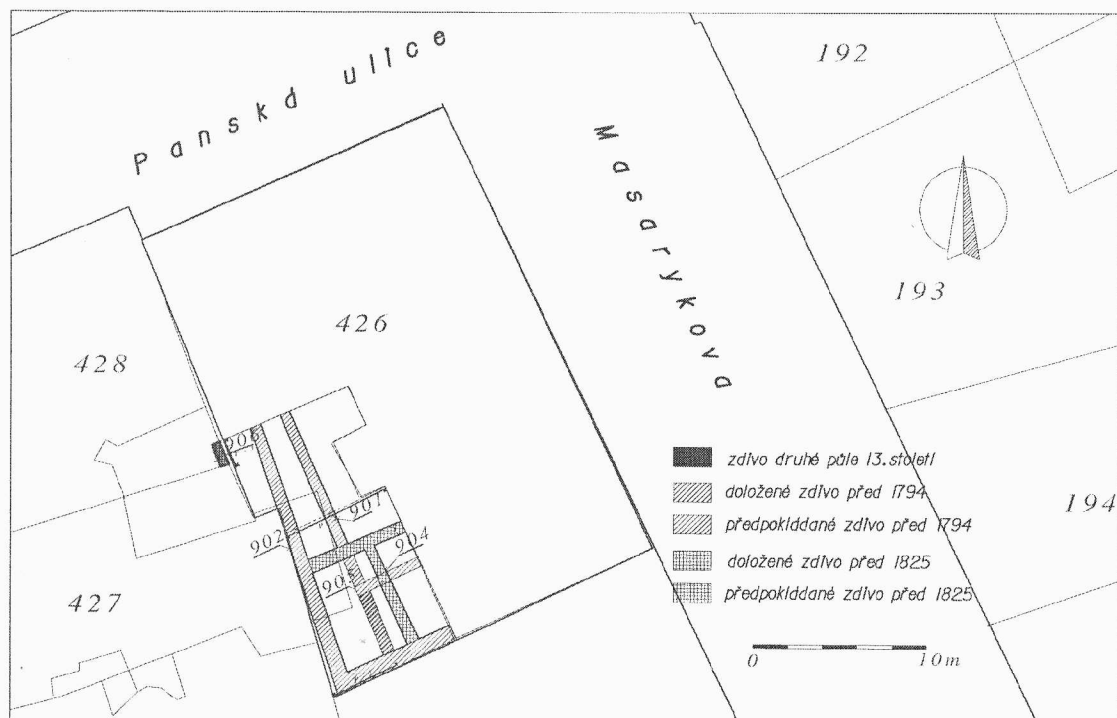 Panská ulice
Masarykova
192
193
194
426
428
427
906
901
902
904
905
zdivo druhé půle 13.století
doložené zdivo před 1794
předpokládané zdivo před 1794
doložené zdivo před 1825
předpokládané zdivo před 1825
0 10m